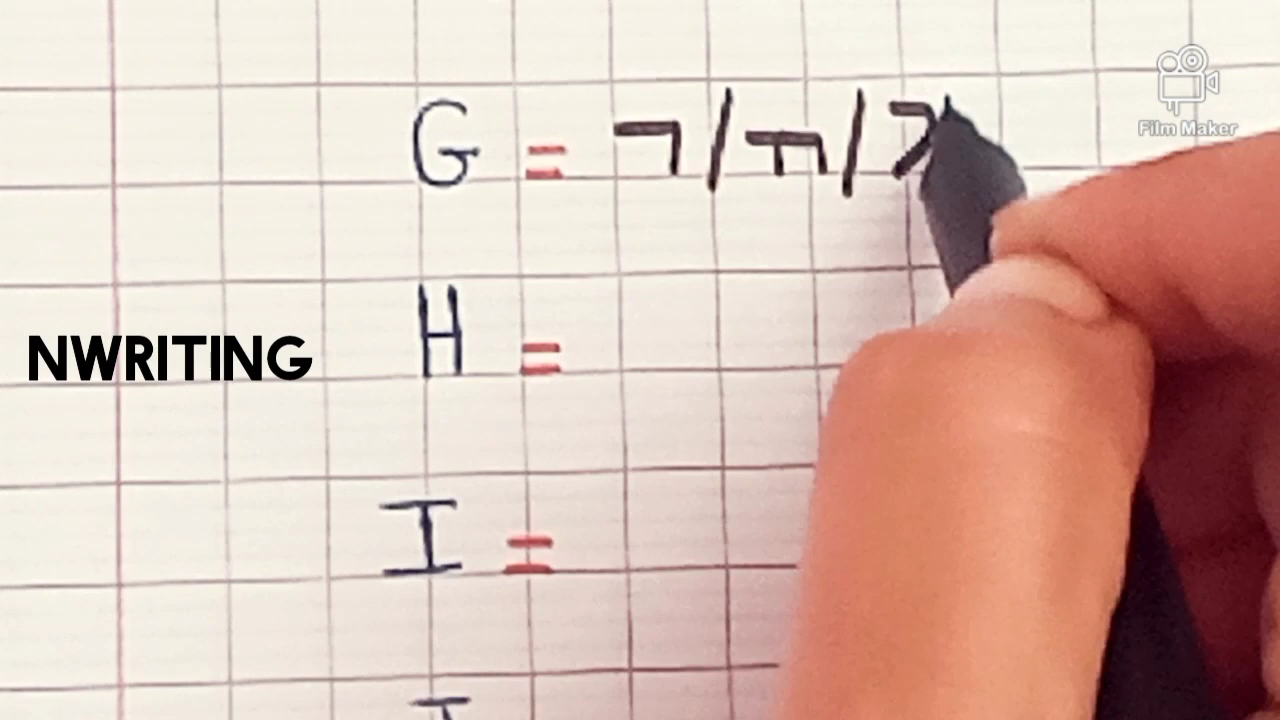 Film Maker
G = ㄱ/ㄲ/
NWRITING
H =
I =